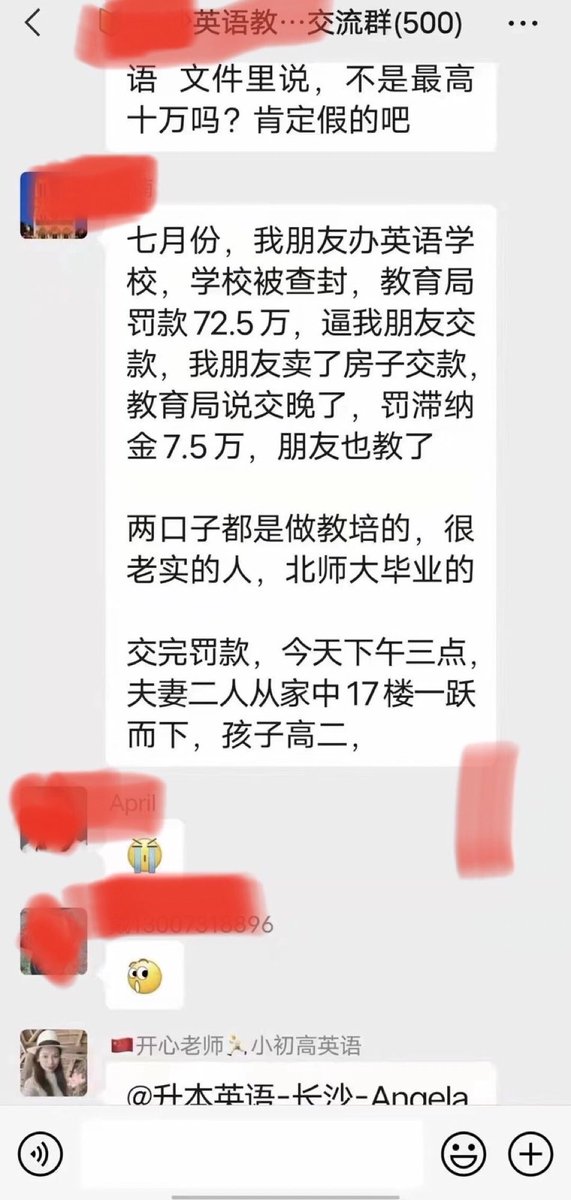 英语教…交流群(500)
语 文件里说，不是最高
十万吗？肯定假的吧
七月份，我朋友办英语学
校，学校被查封，教育局
罚款72.5万，逼我朋友交
款，我朋友卖了房子交款，
教育局说交晚了，罚滞纳
金7.5万，朋友也教了
两口子都是做教培的，很
老实的人，北师大毕业的
交完罚款，今天下午三点，
夫妻二人从家中17楼一跃
而下，孩子高二，
April
开心老师 小初高英语
@升本英语-长沙-Angela